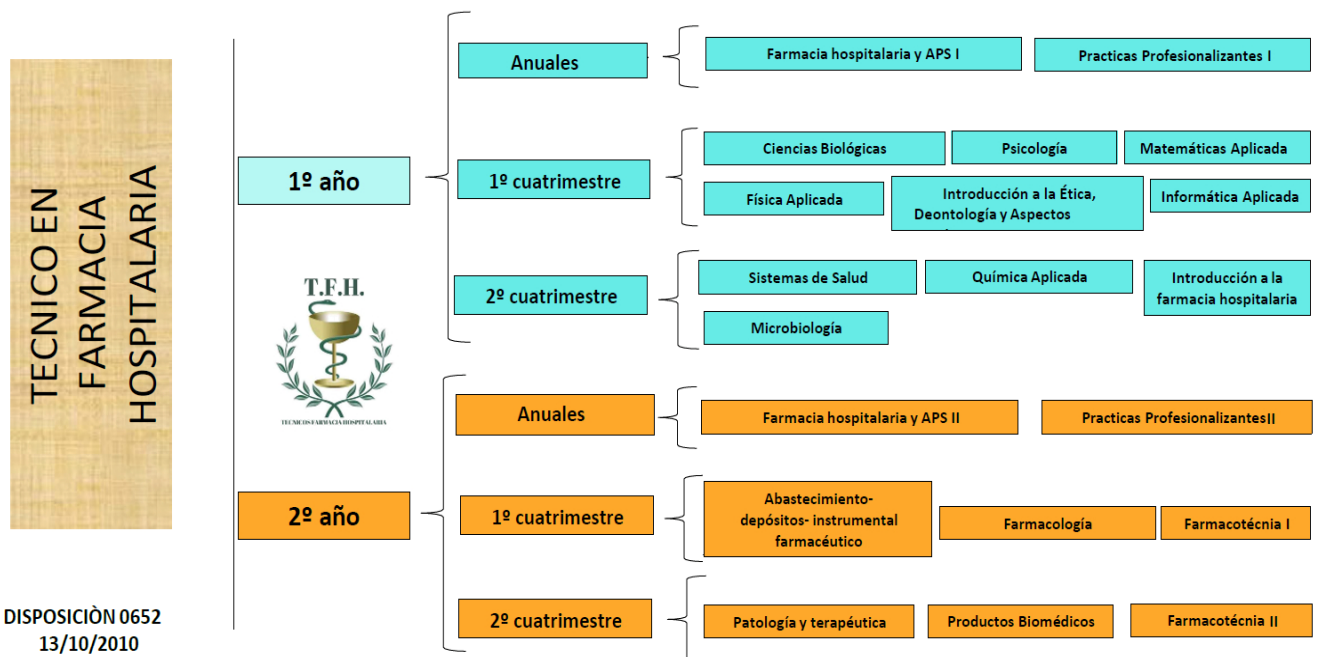 TECNICO EN
FARMACIA
HOSPITALARIA
DISPOSICIÒN 0652
13/10/2010
1º año
Anuales
Farmacia hospitalaria y APS I
Practicas Profesionalizantes I
1º cuatrimestre
Ciencias Biológicas
Psicología
Matemáticas Aplicada
Física Aplicada
Introducción a la Ética,
Deontología y Aspectos
Informática Aplicada
2º cuatrimestre
Sistemas de Salud
Química Aplicada
Introducción a la
farmacia hospitalaria
Microbiología
T.F.H.
TECNICOS FARMACIA HOSPITALARIA
2º año
Anuales
Farmacia hospitalaria y APS II
Practicas ProfesionalizantesII
1º cuatrimestre
Abastecimiento-
depósitos- instrumental
farmacéutico
Farmacología
Farmacotécnia I
2º cuatrimestre
Patología y terapéutica
Productos Biomédicos
Farmacotécnia II